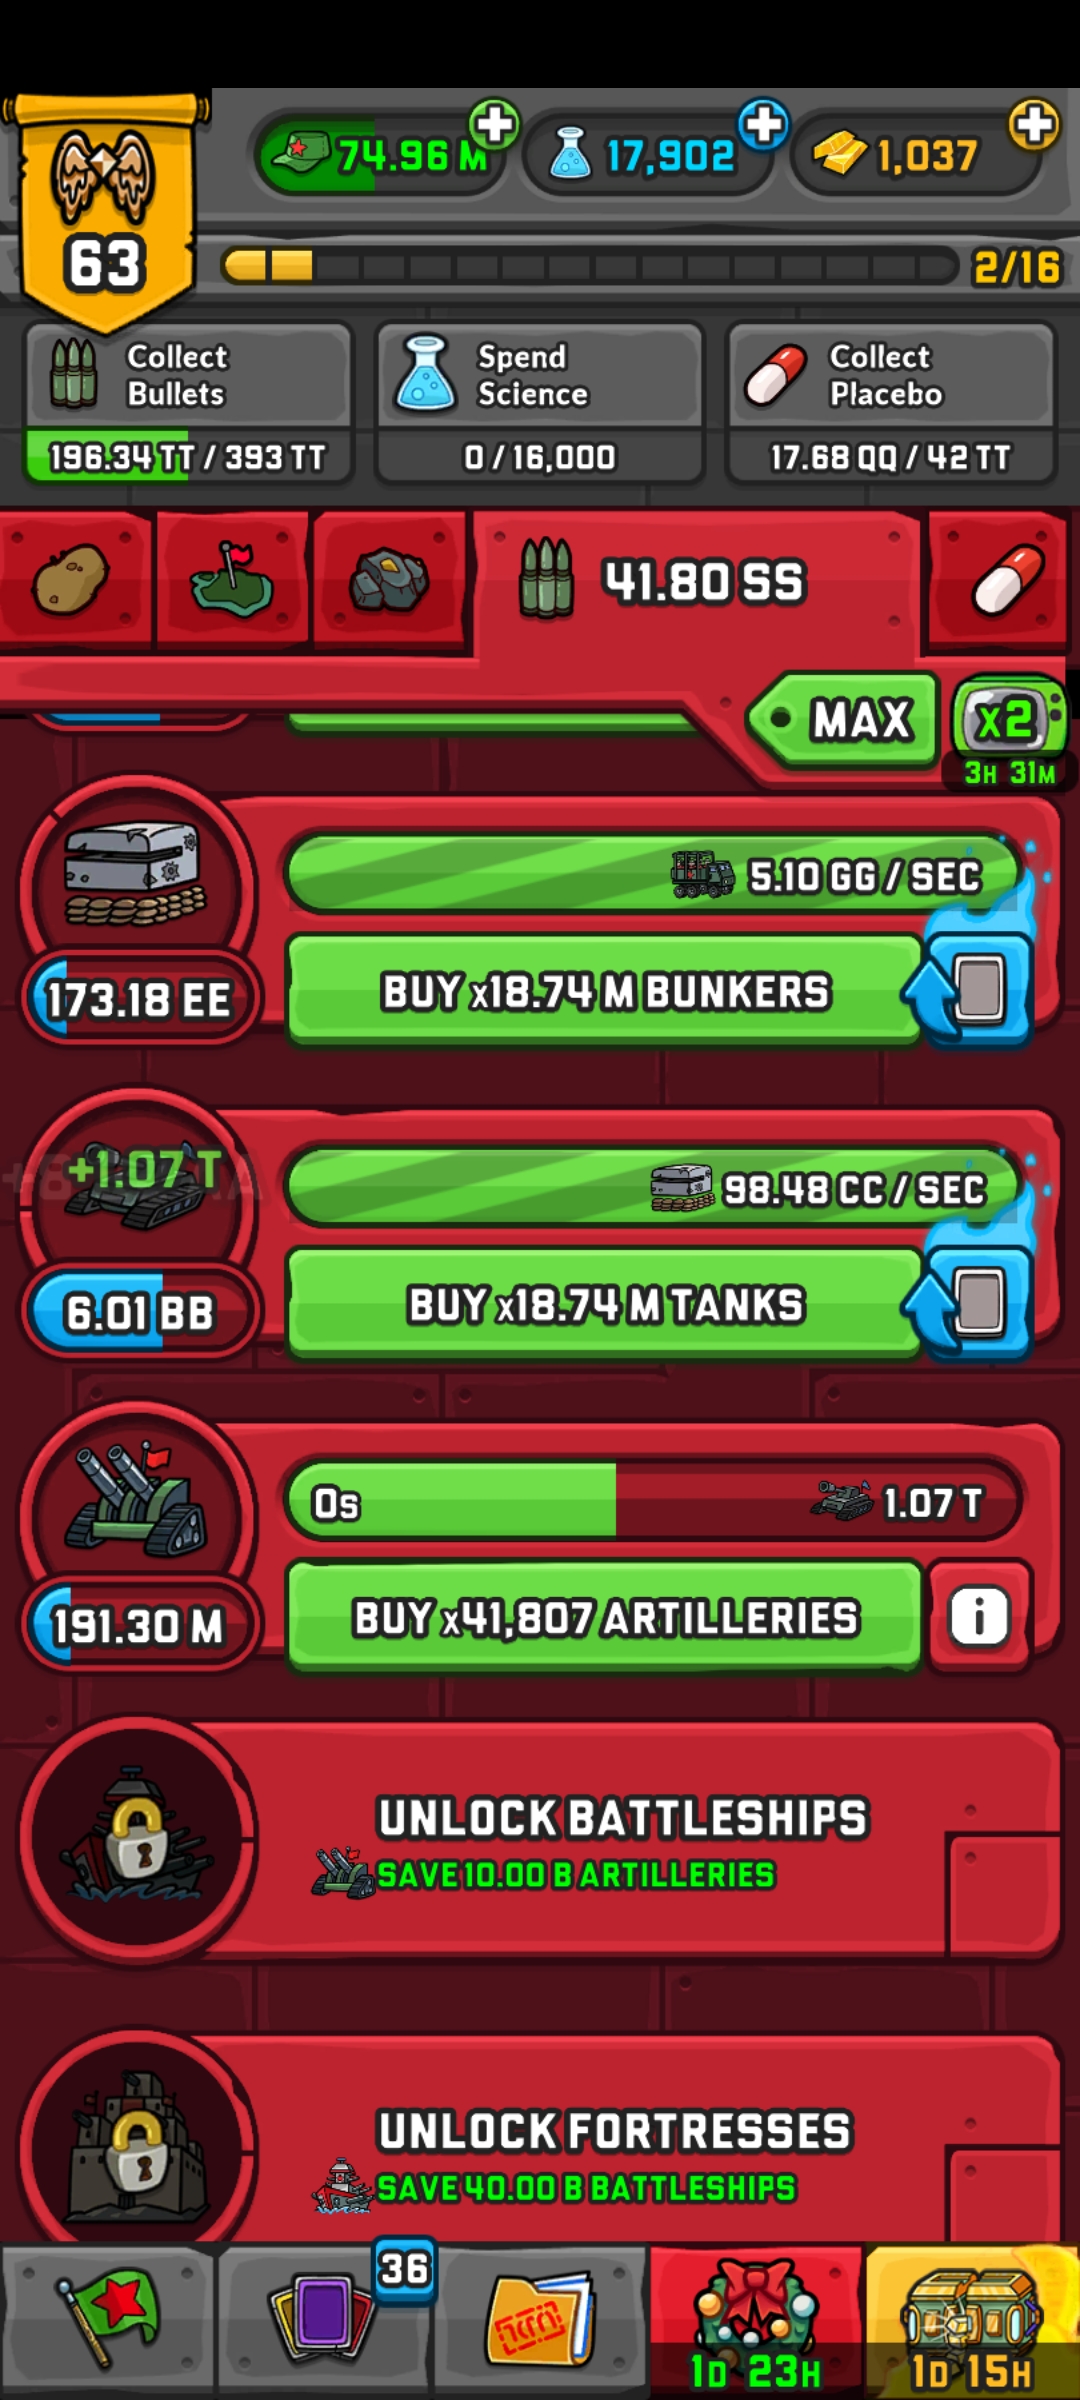 74.96 M
17,902
1,037
63
2/16
Collect
Bullets
196.34 TT / 393 TT
Spend
Science
0 / 16,000
Collect
Placebo
17.68 QQ / 42 TT
41.80 SS
MAX
x2
3H 31M
5.10 GG / SEC
173.18 EE
BUY x18.74 M BUNKERS
+1.07 T
98.48 CC / SEC
6.01 BB
BUY x18.74 M TANKS
0s
1.07 T
191.30 M
BUY x41,807 ARTILLERIES
i
UNLOCK BATTLESHIPS
SAVE 10.00 B ARTILLERIES
UNLOCK FORTRESSES
SAVE 40.00 B BATTLESHIPS
36
1D 23H
1D 15H